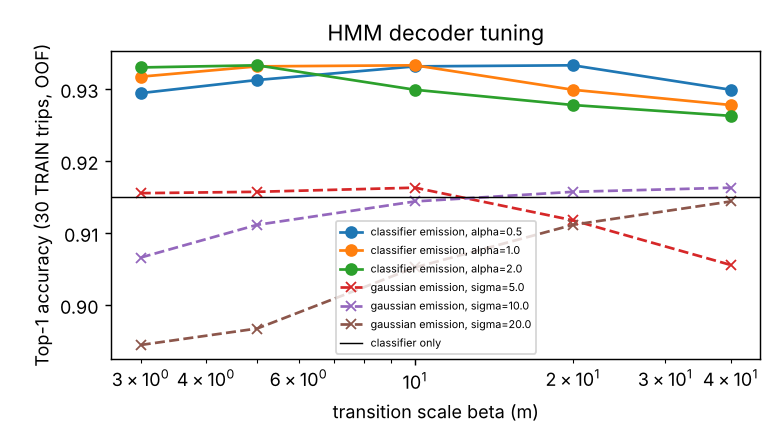 HMM decoder tuning
Top-1 accuracy (30 TRAIN trips, OOF)
0.93
0.92
0.91
0.90
classifier emission, alpha=0.5
classifier emission, alpha=1.0
classifier emission, alpha=2.0
gaussian emission, sigma=5.0
gaussian emission, sigma=10.0
gaussian emission, sigma=20.0
classifier only
3 × 10⁰ 4 × 10⁰ 6 × 10⁰ 10¹ 2 × 10¹ 3 × 10¹ 4 × 10¹
transition scale beta (m)